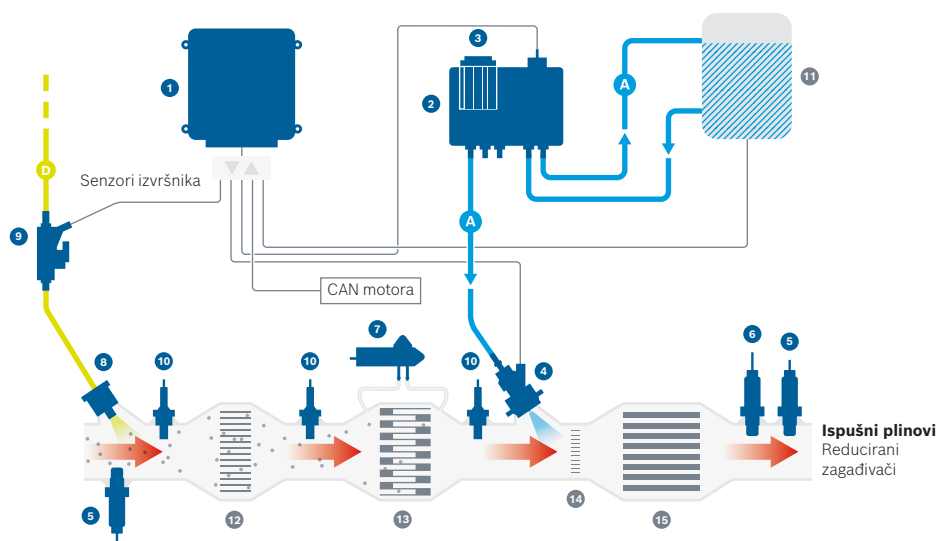 3
1
11
A
2
D
Senzori izvršnika
A
9
CAN motora
7
6
5
8
10
10
10
4
Ispušni plinovi
Reducirani
zagađivači
14
5
12
13
15